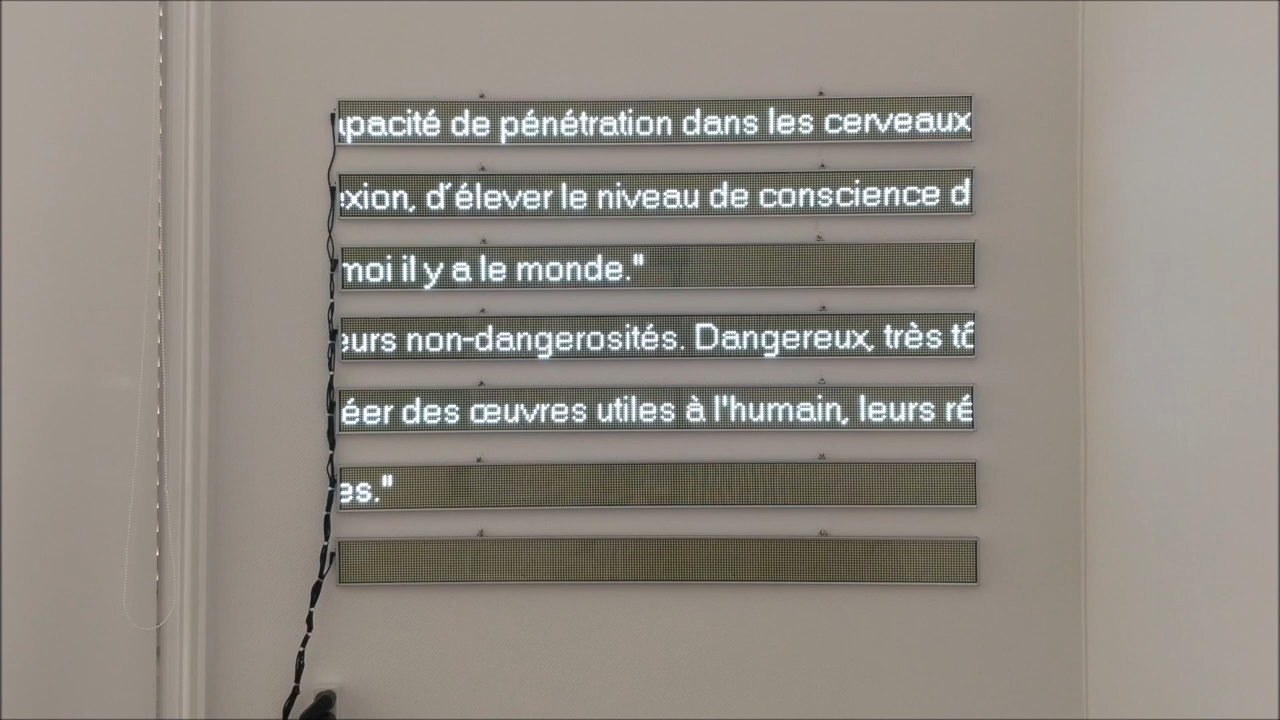 apacité de pénétration dans les cerveaux
exion, d'élever le niveau de conscience d
moi il y a le monde."
eurs non-dangerosités. Dangereux, très tô
éer des œuvres utiles à l"humain, leurs ré
es."